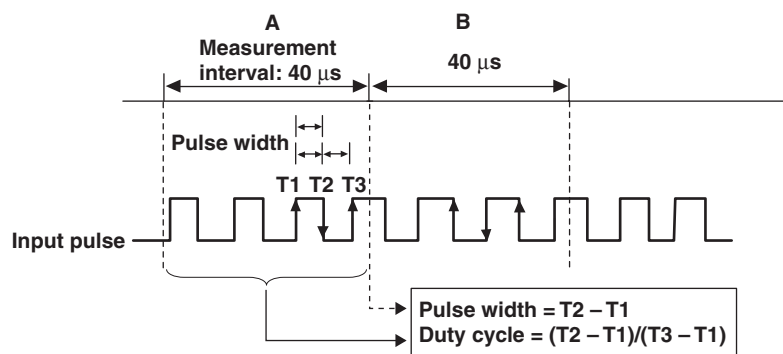 A
B
Measurement
interval: 40 μs
40 μs
Pulse width
T1 T2 T3
Input pulse
Pulse width = T2 – T1
Duty cycle = (T2 – T1)/(T3 – T1)